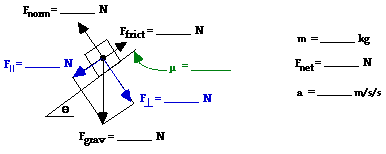 Fnorm = ______ N
Ffrict = ______ N
m = ______ kg
F|| = ______ N
μ = ______
Fnet = ______ N
F⊥ = ______ N
a = ______ m/s/s
θ
Fgrav = ______ N